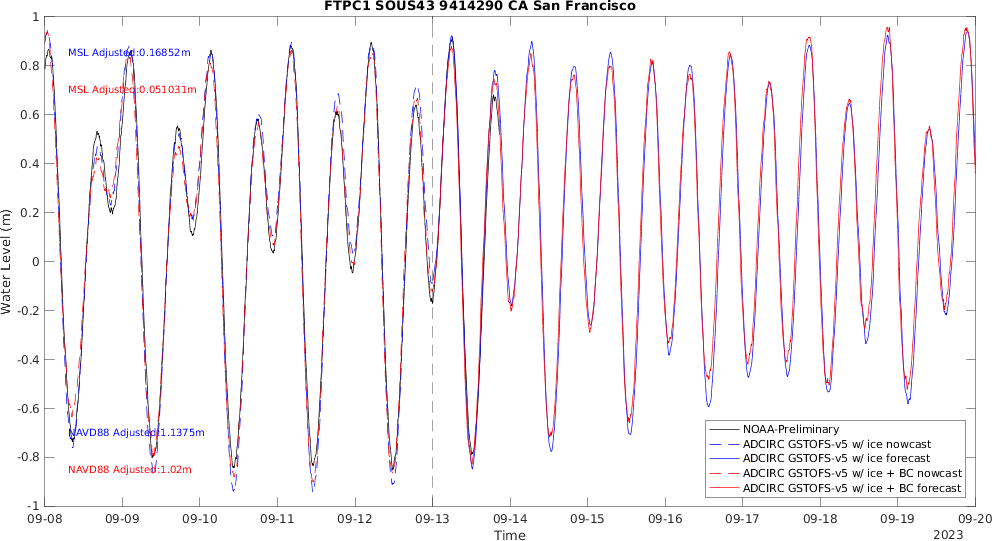 FTPC1 SOUS43 9414290 CA San Francisco
1
0.8
0.6
0.4
0.2
0
-0.2
-0.4
-0.6
-0.8
-1
Water Level (m)
MSL Adjusted:0.16852m
MSL Adjusted:0.051031m
NAVD88 Adjusted:1.1375m
NAVD88 Adjusted:1.02m
NOAA-Preliminary
ADCIRC GSTOFS-v5 w/ ice nowcast
ADCIRC GSTOFS-v5 w/ ice forecast
ADCIRC GSTOFS-v5 w/ ice + BC nowcast
ADCIRC GSTOFS-v5 w/ ice + BC forecast
09-08 09-09 09-10 09-11 09-12 09-13 09-14 09-15 09-16 09-17 09-18 09-19 09-20
Time
2023